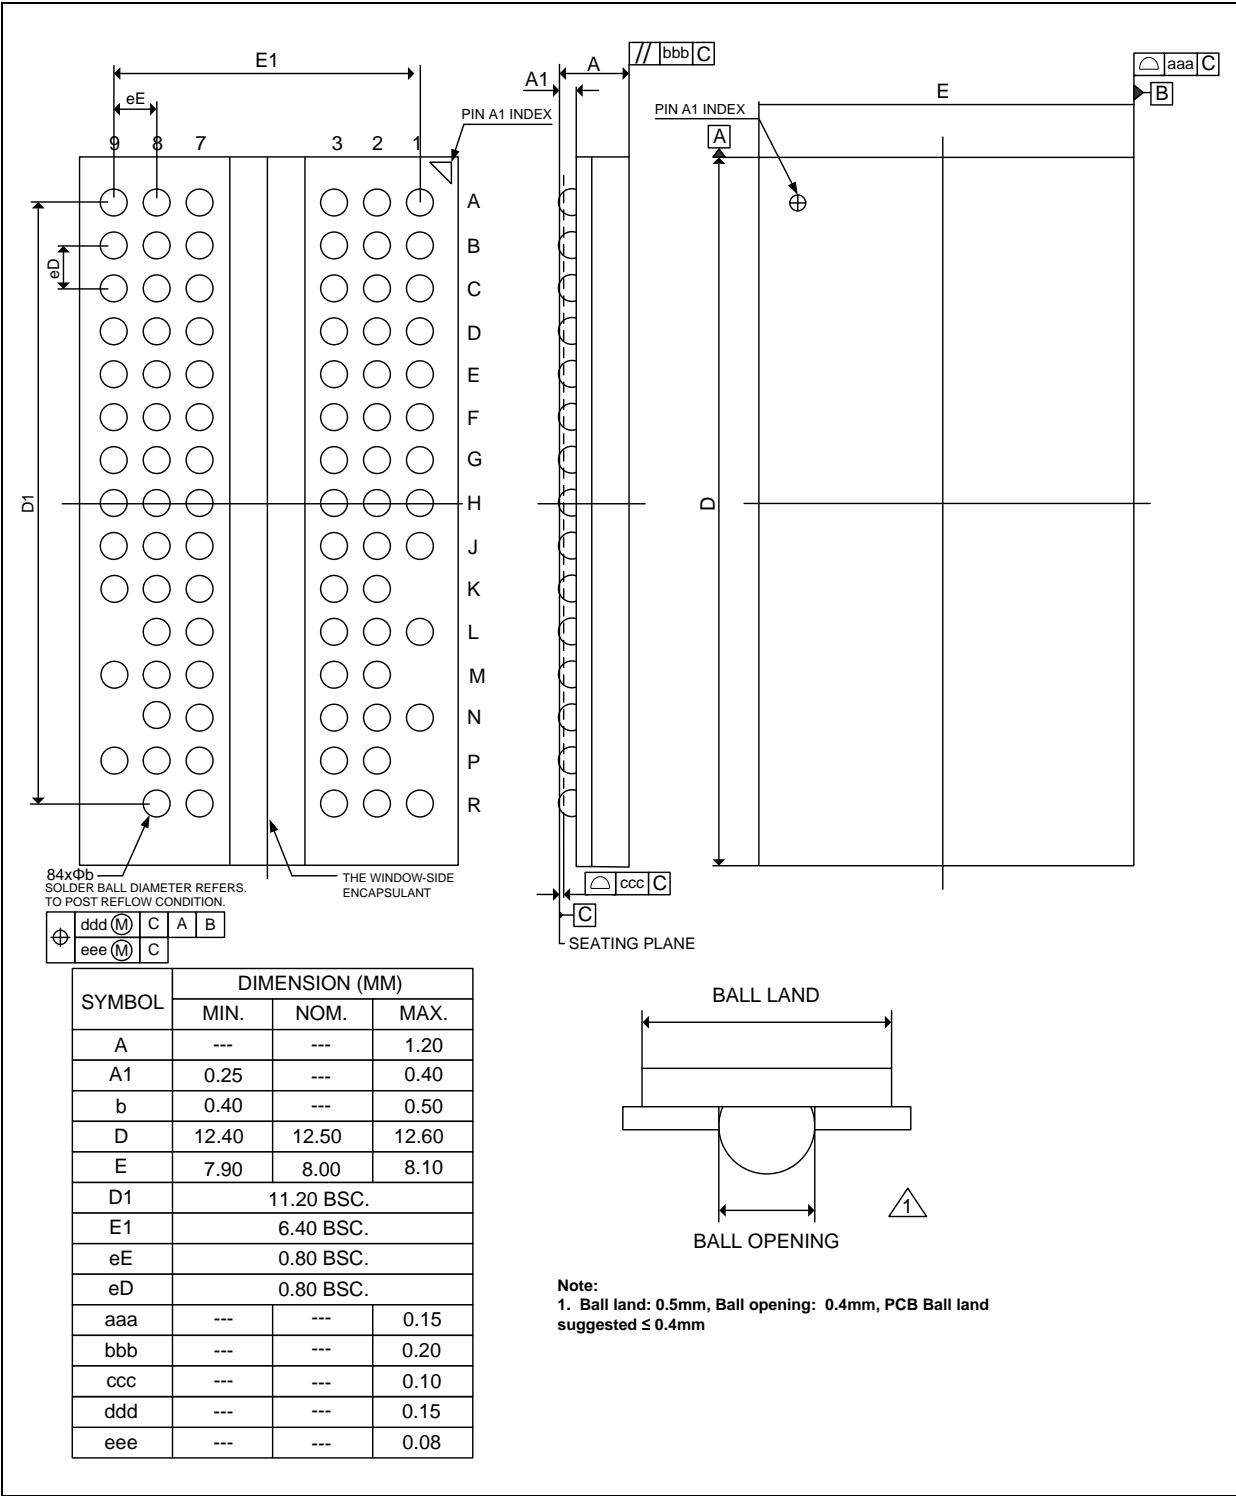 E1
eE
9 8 7 3 2 1
PIN A1 INDEX
A
B
C
D
E
F
G
H
J
K
L
M
N
P
R
eD
D1
84xΦb
SOLDER BALL DIAMETER REFERS.
TO POST REFLOW CONDITION.
ddd Ⓜ C A B
eee Ⓜ C
THE WINDOW-SIDE
ENCAPSULANT
A
A1
// bbb C
ccc C
C
SEATING PLANE
aaa C
B
E
PIN A1 INDEX
A
D
SYMBOL DIMENSION (MM)
MIN. NOM. MAX.
A --- --- 1.20
A1 0.25 --- 0.40
b 0.40 --- 0.50
D 12.40 12.50 12.60
E 7.90 8.00 8.10
D1 11.20 BSC.
E1 6.40 BSC.
eE 0.80 BSC.
eD 0.80 BSC.
aaa --- --- 0.15
bbb --- --- 0.20
ccc --- --- 0.10
ddd --- --- 0.15
eee --- --- 0.08
BALL LAND
1
BALL OPENING
Note:
1. Ball land: 0.5mm, Ball opening: 0.4mm, PCB Ball land
suggested ≤ 0.4mm